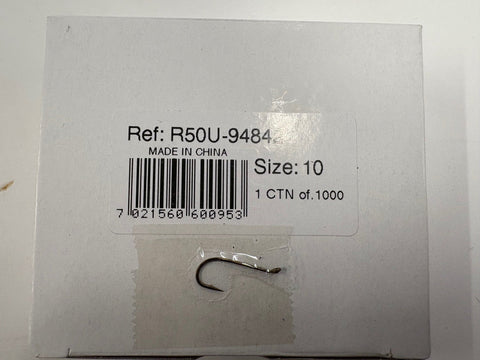 Ref: R50U-9484
MADE IN CHINA
Size: 10
1 CTN of.1000
7 021560 600953